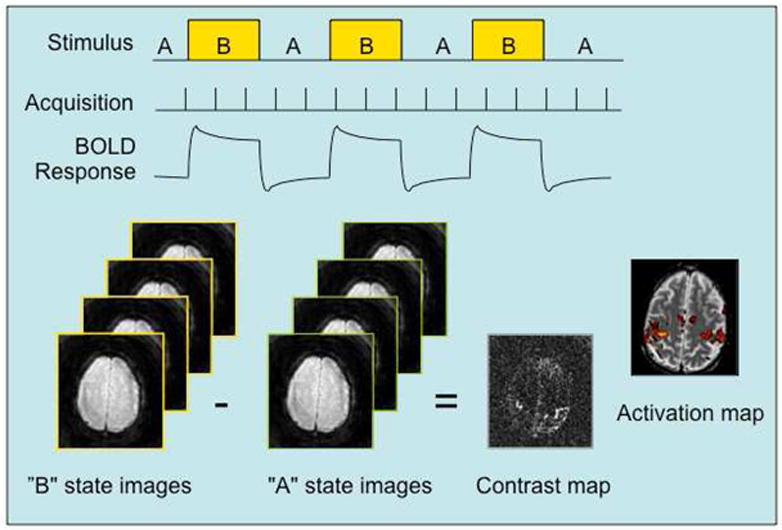 Stimulus A B A B A B A
Acquisition
BOLD
Response
- =
Activation map
”B" state images "A" state images Contrast map